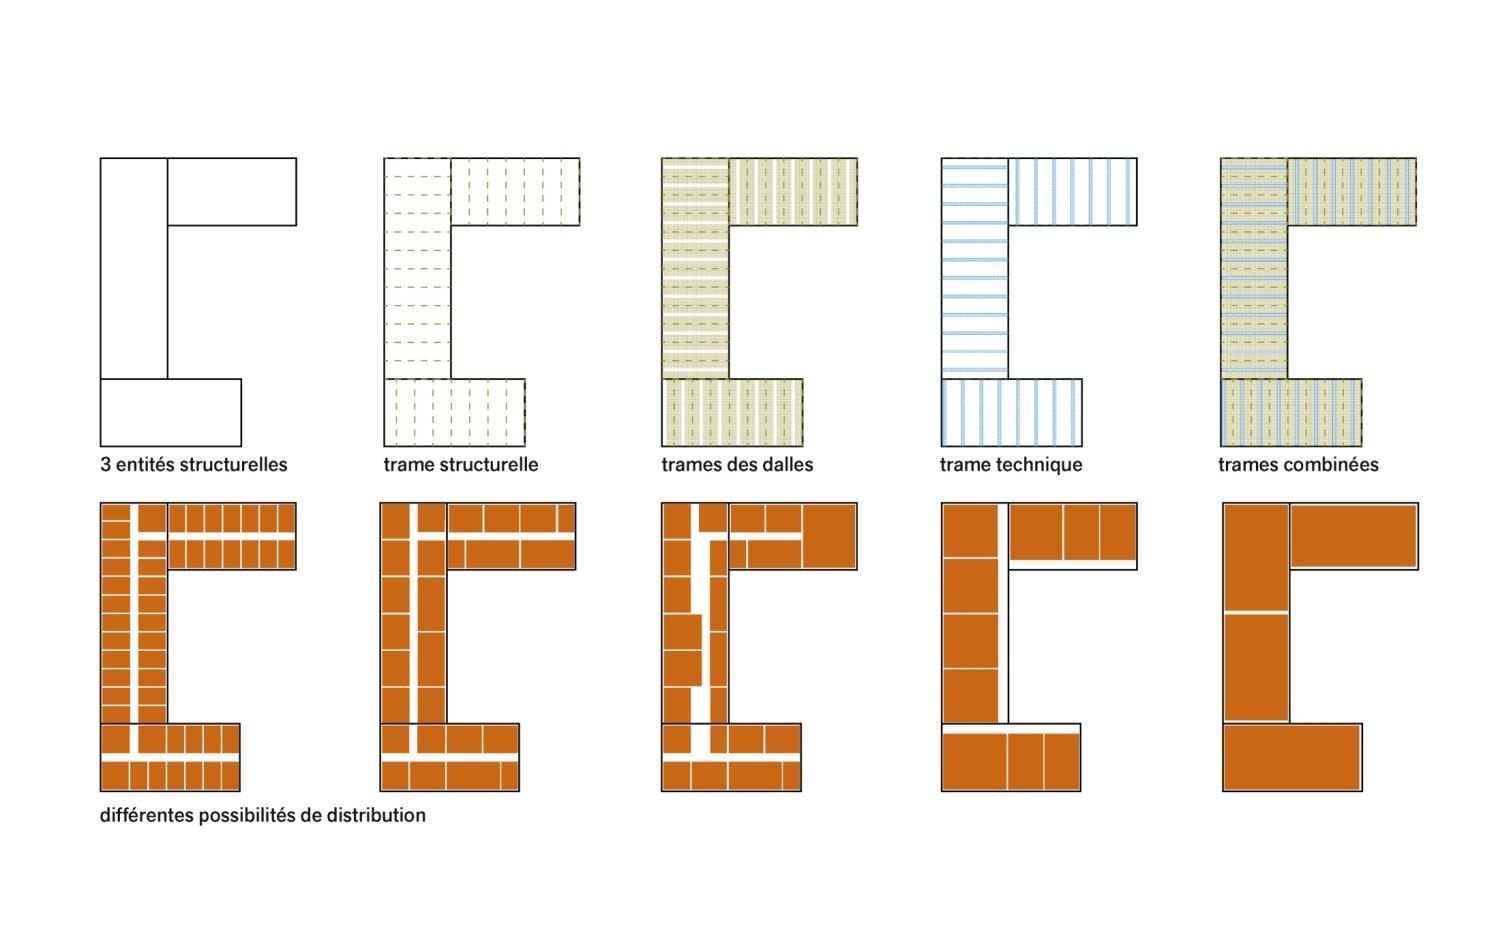 3 entités structurelles
trame structurelle
trames des dalles
trame technique
trames combinées
différentes possibilités de distribution